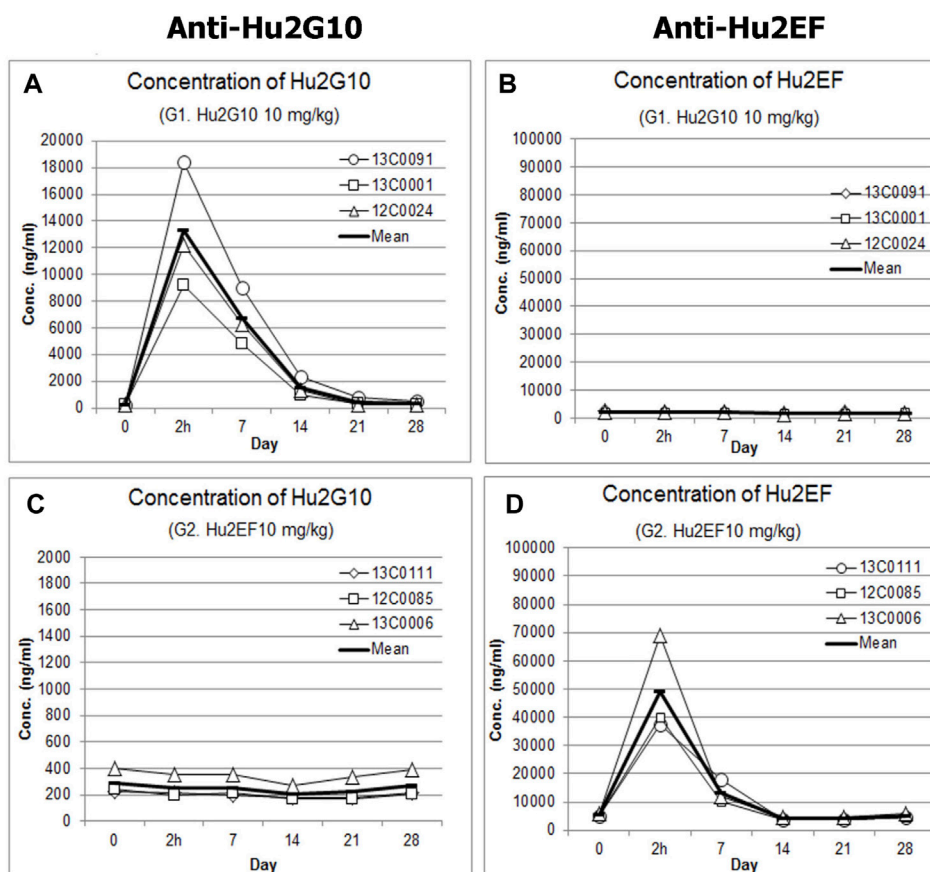 Anti-Hu2G10
Anti-Hu2EF
A
Concentration of Hu2G10
(G1. Hu2G10 10 mg/kg)
20000
18000
16000
14000
12000
10000
8000
6000
4000
2000
0
Conc. (ng/ml)
13C0091
13C0001
12C0024
Mean
0 2h 7 14 21 28
Day
B
Concentration of Hu2EF
(G1. Hu2G10 10 mg/kg)
100000
90000
80000
70000
60000
50000
40000
30000
20000
10000
0
Conc. (ng/ml)
13C0091
13C0001
12C0024
Mean
0 2h 7 14 21 28
Day
C
Concentration of Hu2G10
(G2. Hu2EF10 mg/kg)
2000
1800
1600
1400
1200
1000
800
600
400
200
0
Conc. (ng/ml)
13C0111
12C0085
13C0006
Mean
0 2h 7 14 21 28
Day
D
Concentration of Hu2EF
(G2. Hu2EF10 mg/kg)
100000
90000
80000
70000
60000
50000
40000
30000
20000
10000
0
Conc. (ng/ml)
13C0111
12C0085
13C0006
Mean
0 2h 7 14 21 28
Day